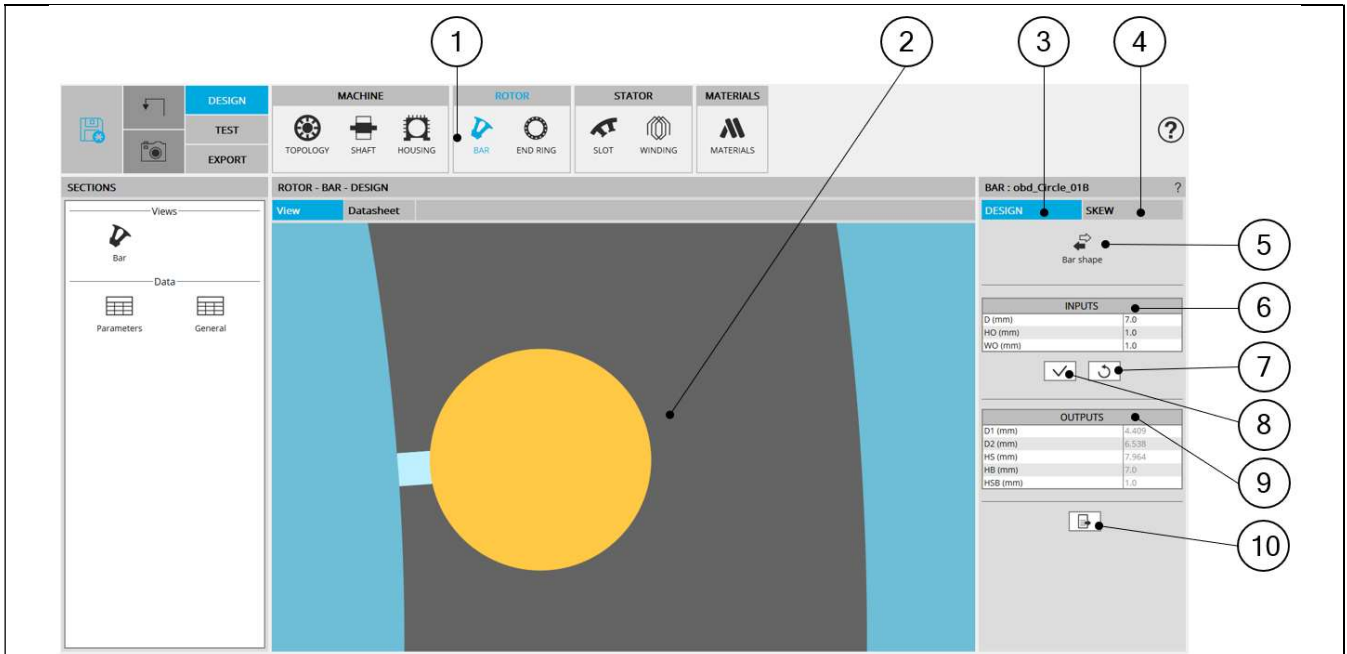 1 2 3 4
DESIGN
TEST
EXPORT
MACHINE ROTOR STATOR MATERIALS
TOPOLOGY SHAFT HOUSING BAR END RING SLOT WINDING MATERIALS
?
SECTIONS
Views
Bar
Data
Parameters General
ROTOR - BAR - DESIGN
View Datasheet
BAR : obd_Circle_01B ?
DESIGN SKEW
Bar shape
5
INPUTS
6
D (mm) 7.0
HO (mm) 1.0
WO (mm) 1.0
7
8
OUTPUTS
D1 (mm) 4.409
D2 (mm) 6.538
HS (mm) 7.964
HB (mm) 7.0
HSB (mm) 1.0
9
10